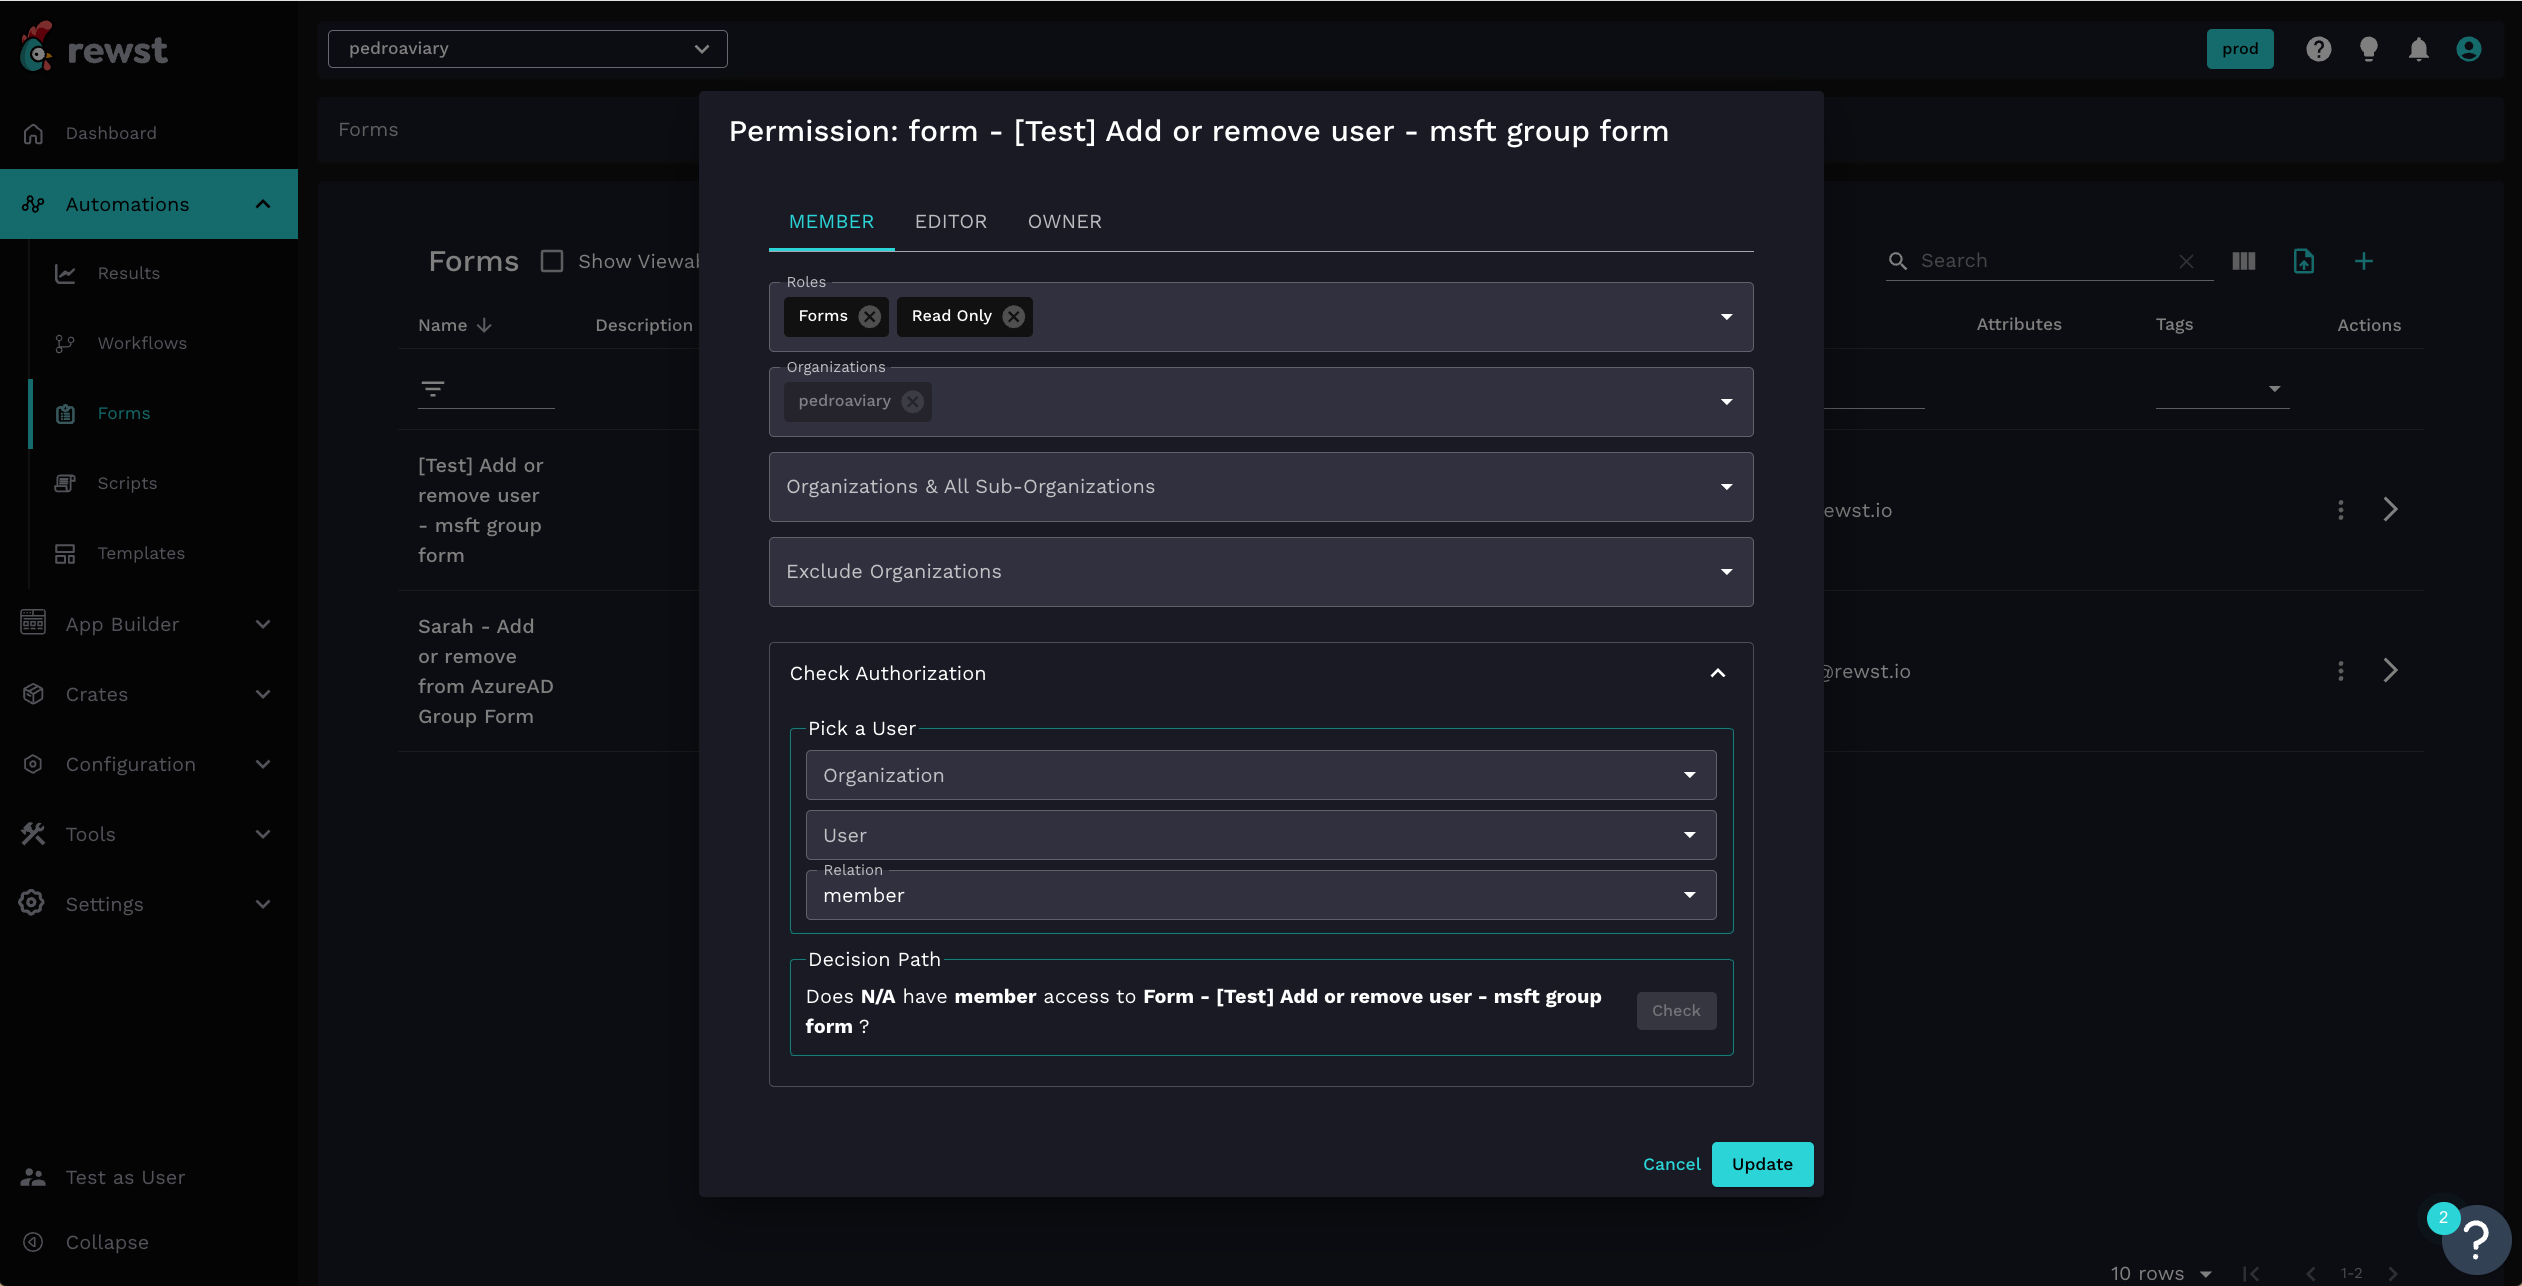 rewst
pedroaviary
prod
Dashboard
Automations
Results
Workflows
Forms
Scripts
Templates
App Builder
Crates
Configuration
Tools
Settings
Test as User
Collapse
Forms
Forms
Show Viewa
Search
Name
Description
Attributes
Tags
Actions
[Test] Add or
remove user
- msft group
form
ewst.io
Sarah - Add
or remove
from AzureAD
Group Form
@rewst.io
10 rows
1-2
2
?
Permission: form - [Test] Add or remove user - msft group form
MEMBER
EDITOR
OWNER
Roles
Forms
Read Only
Organizations
pedroaviary
Organizations & All Sub-Organizations
Exclude Organizations
Check Authorization
Pick a User
Organization
User
Relation
member
Decision Path
Does N/A have member access to Form - [Test] Add or remove user - msft group
form ?
Check
Cancel
Update